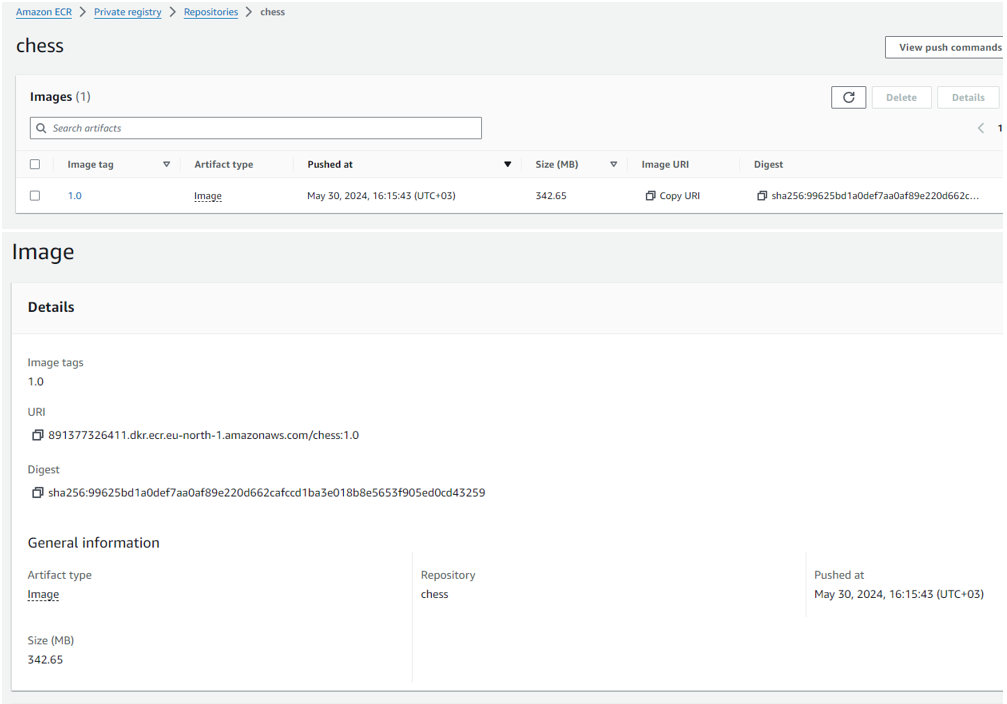 Amazon ECR > Private registry > Repositories > chess
chess
View push commands
Images (1)
Delete Details
Search artifacts
1
Image tag Artifact type Pushed at Size (MB) Image URI Digest
1.0 Image May 30, 2024, 16:15:43 (UTC+03) 342.65 Copy URI sha256:99625bd1a0def7aa0af89e220d662c...
Image
Details
Image tags
1.0
URI
891377326411.dkr.ecr.eu-north-1.amazonaws.com/chess:1.0
Digest
sha256:99625bd1a0def7aa0af89e220d662cafccd1ba3e018b8e5653f905ed0cd43259
General information
Artifact type Repository Pushed at
Image chess May 30, 2024, 16:15:43 (UTC+03)
Size (MB)
342.65